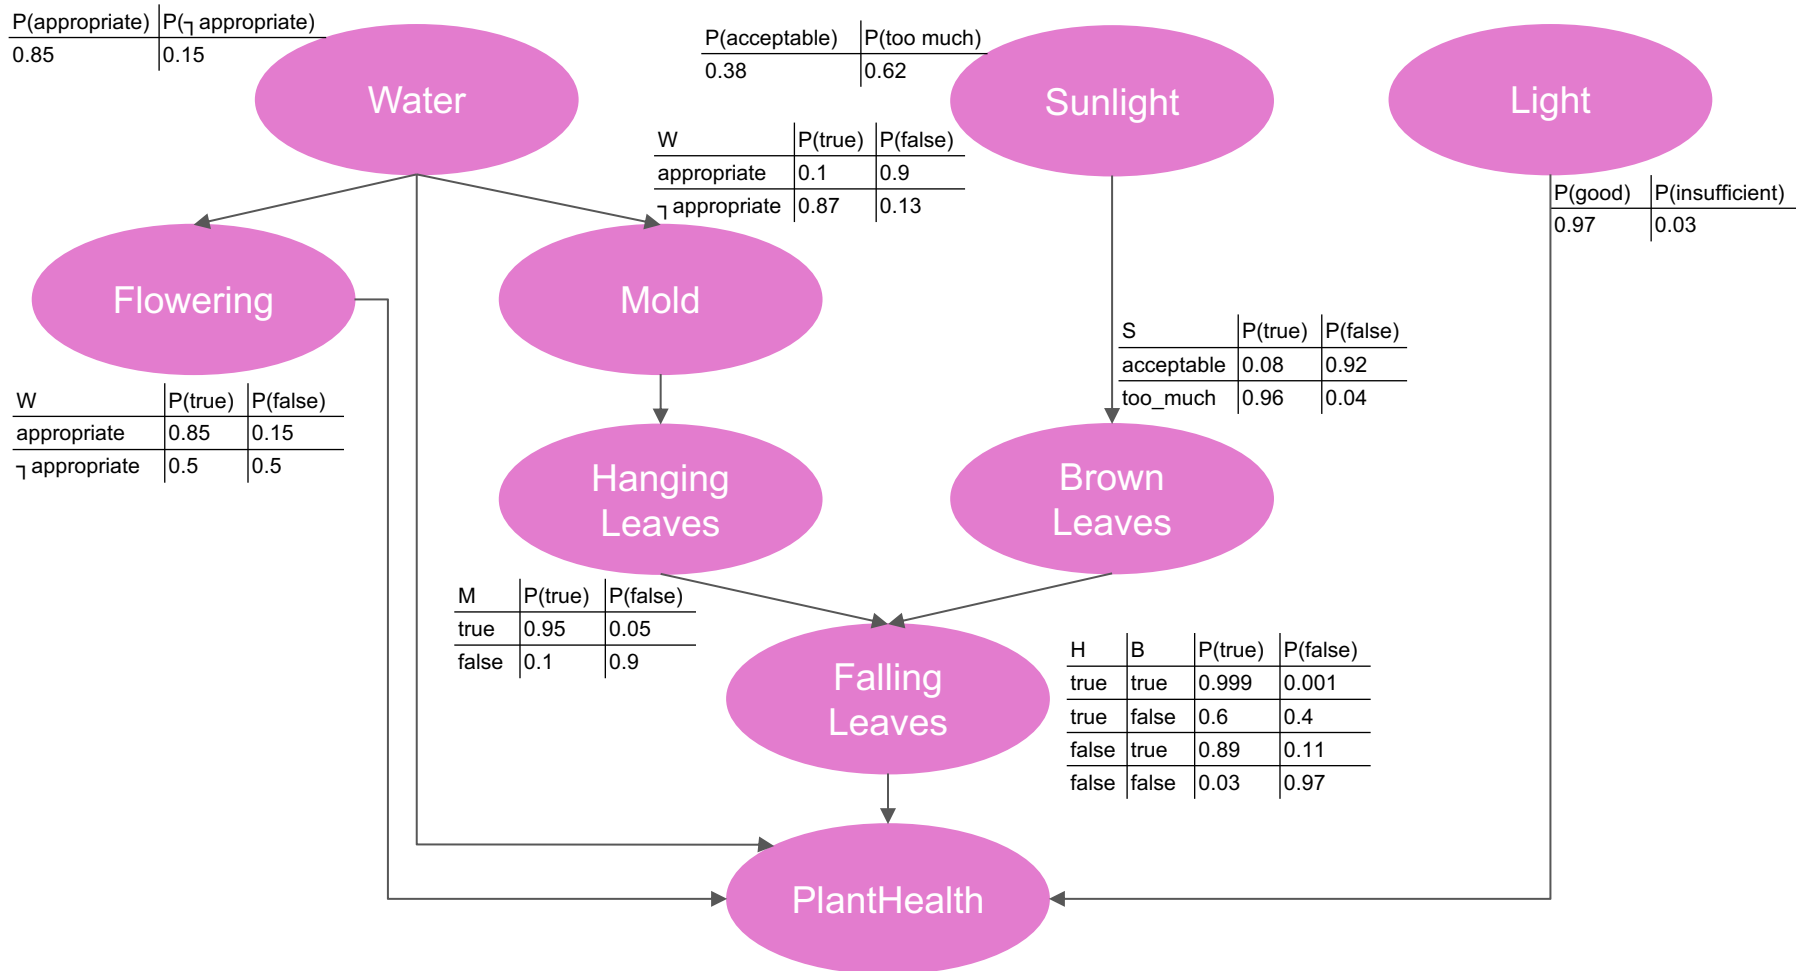 P(appropriate) P(┐appropriate)
0.85 0.15
P(acceptable) P(too much)
0.38 0.62
Water
Sunlight
Light
W P(true) P(false)
appropriate 0.1 0.9
┐appropriate 0.87 0.13
P(good) P(insufficient)
0.97 0.03
Flowering
Mold
S P(true) P(false)
acceptable 0.08 0.92
too_much 0.96 0.04
W P(true) P(false)
appropriate 0.85 0.15
┐appropriate 0.5 0.5
Hanging
Leaves
Brown
Leaves
M P(true) P(false)
true 0.95 0.05
false 0.1 0.9
Falling
Leaves
H B P(true) P(false)
true true 0.999 0.001
true false 0.6 0.4
false true 0.89 0.11
false false 0.03 0.97
PlantHealth